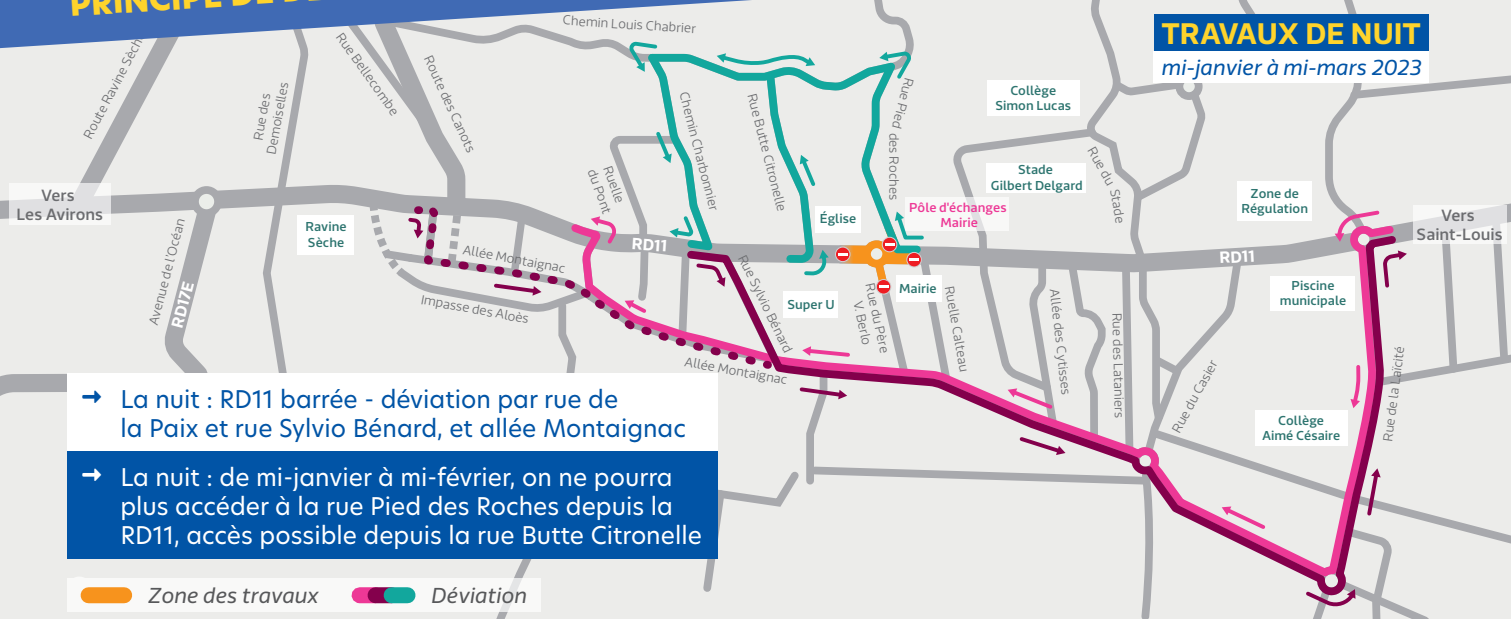 PRINCIPE DE
TRAVAUX DE NUIT
mi-janvier à mi-mars 2023
Chemin Louis Chabrier
Route Ravine Sèche
Rue des
Demoiselles
Rue Bellecombe
Route des Canots
Chemin Charbonnier
Rue Butte Citronelle
Rue Pied des Roches
Collège
Simon Lucas
Stade
Gilbert Delgard
Rue du Stade
Zone de
Régulation
Vers
Les Avirons
Vers
Saint-Louis
Ruelle
du Pont
Église
Pôle d'échanges
Mairie
Ravine
Sèche
RD11
RD11
Avenue de l'Océan
RD17E
Allée Montaignac
Impasse des Aloès
Rue Sylvio Bénard
Super U
Mairie
Rue du Père
V. Berlo
Ruelle Calteau
Allée des Cytisses
Rue des Lataniers
Rue du Casier
Piscine
municipale
Allée Montaignac
Collège
Aimé Césaire
Rue de la Laïcité
→ La nuit : RD11 barrée - déviation par rue de
la Paix et rue Sylvio Bénard, et allée Montaignac
→ La nuit : de mi-janvier à mi-février, on ne pourra
plus accéder à la rue Pied des Roches depuis la
RD11, accès possible depuis la rue Butte Citronelle
Zone des travaux
Déviation